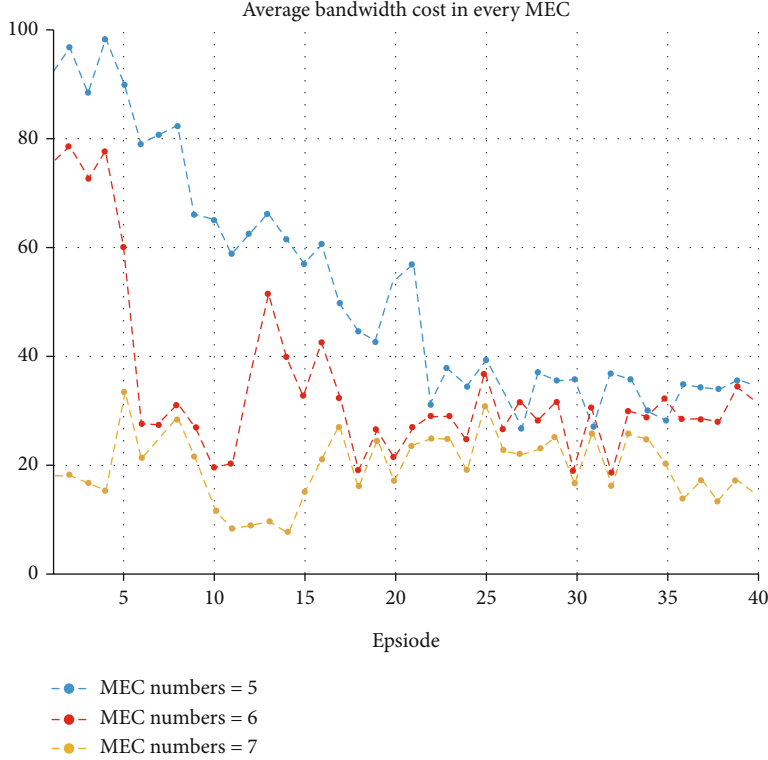 Average bandwidth cost in every MEC
100
80
60
40
20
0
5 10 15 20 25 30 35 40
Epsiode
MEC numbers = 5
MEC numbers = 6
MEC numbers = 7